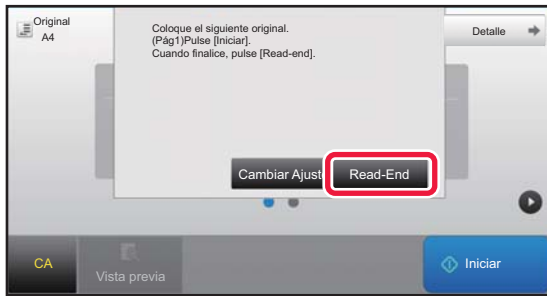 Original
A4
Coloque el siguiente original.
(Pág1)Pulse [Iniciar].
Cuando finalice, pulse [Read-end].
Detalle
Cambiar Ajust
Read-End
CA
Vista previa
Iniciar